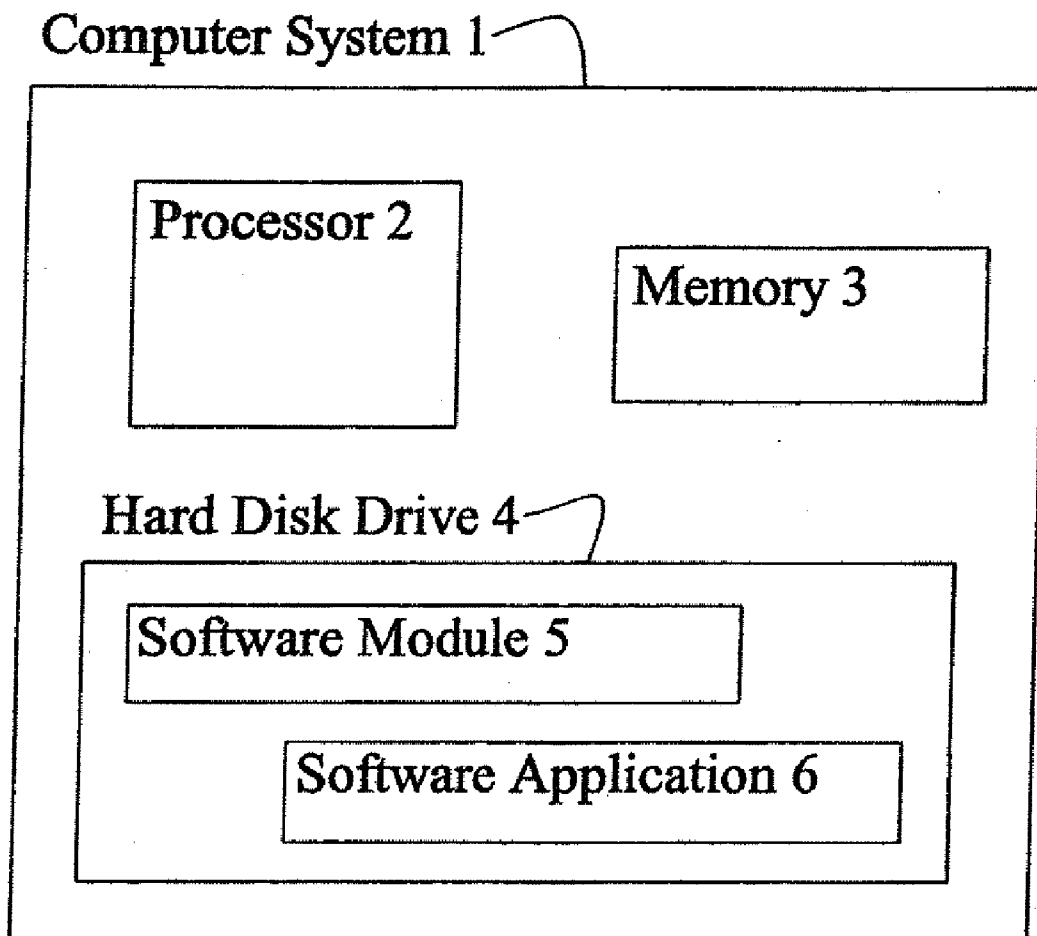 Computer System 1
Processor 2
Memory 3
Hard Disk Drive 4
Software Module 5
Software Application 6